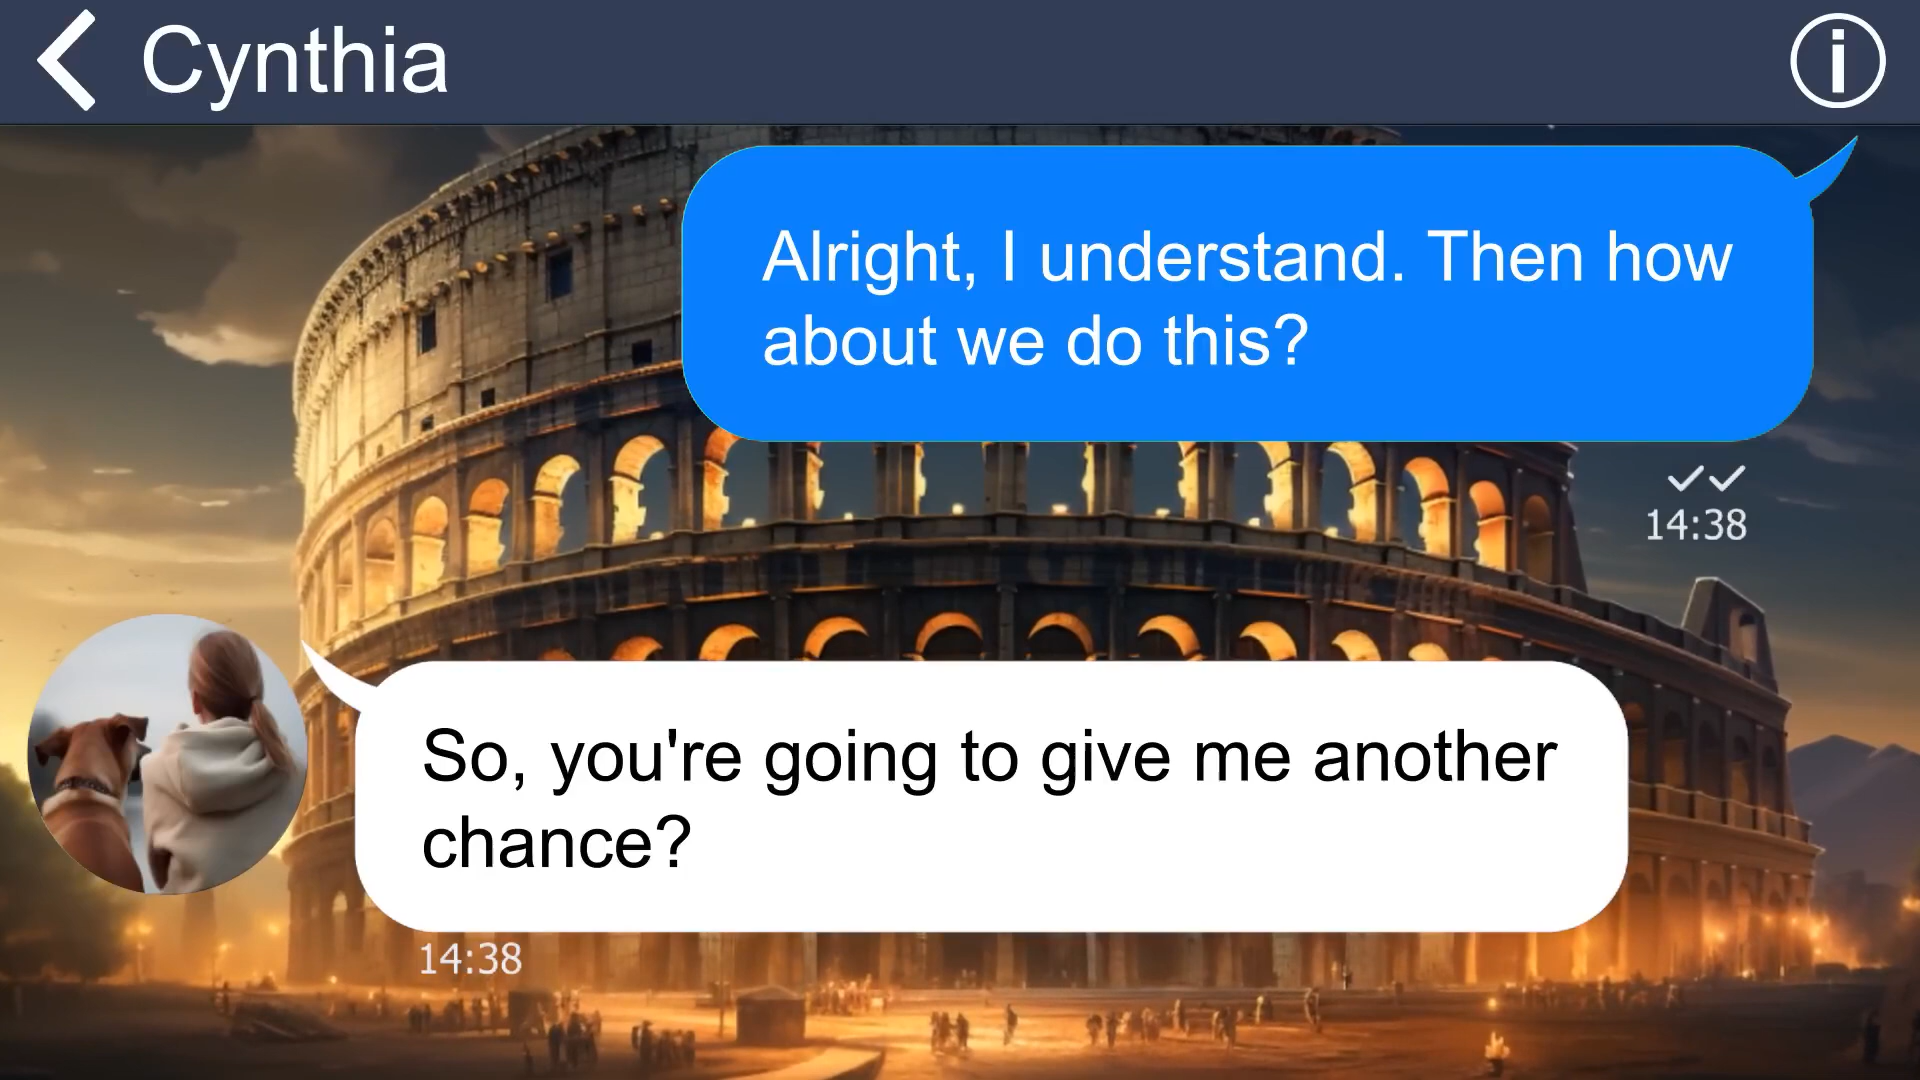 Cynthia
Alright, I understand. Then how
about we do this?
14:38
So, you're going to give me another
chance?
14:38